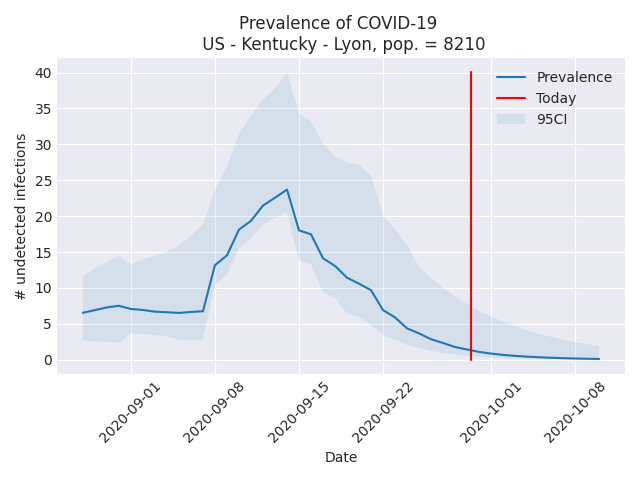 Prevalence of COVID-19
US - Kentucky - Lyon, pop. = 8210
# undetected infections
40
35
30
25
20
15
10
5
0
Prevalence
Today
95CI
2020-09-01
2020-09-08
2020-09-15
2020-09-22
2020-10-01
2020-10-08
Date